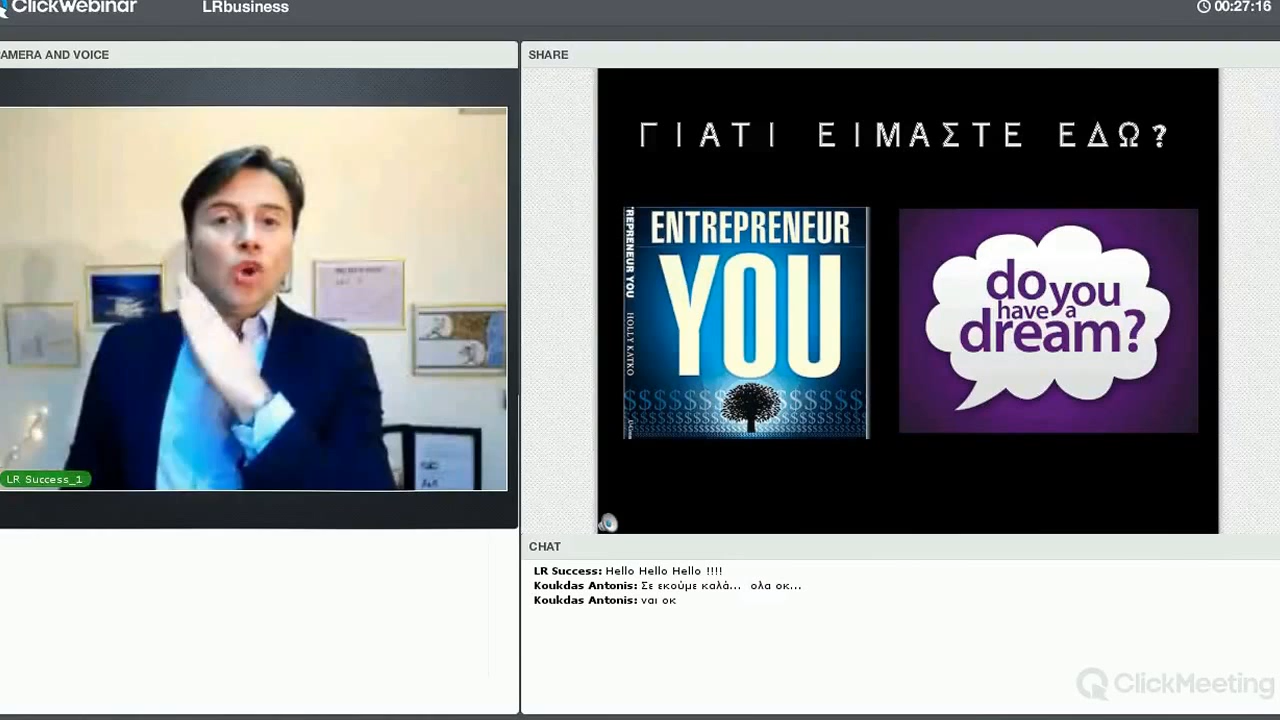 ClickWebinar
LRbusiness
00:27:16
AMERA AND VOICE
SHARE
LR Success_1
ΓΙΑΤΙ ΕΙΜΑΣΤΕ ΕΔΩ?
ENTREPRENEUR
YOU
REPRENEUR YOU
HOLLY KATKO
do you
have a
dream?
CHAT
LR Success: Hello Hello Hello !!!!
Koukdas Antonis: Σε εκούμε καλά... ολα οκ...
Koukdas Antonis: ναι οκ
ClickMeeting